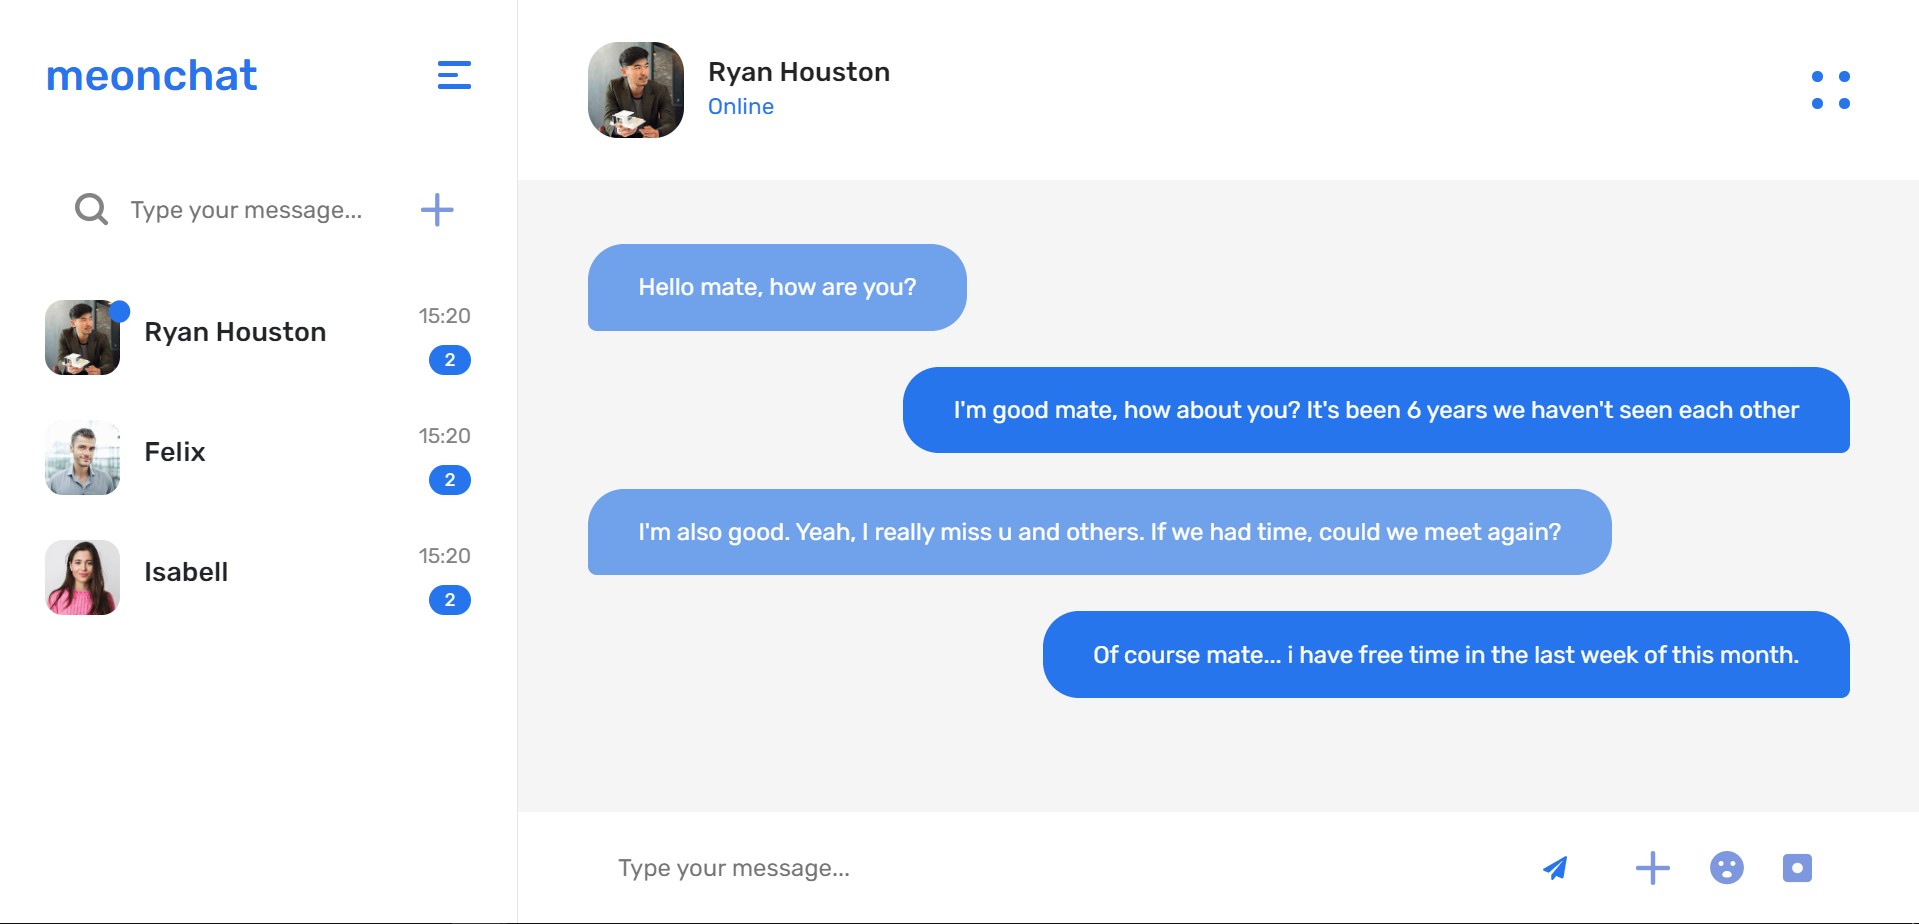 meonchat
Type your message...
Ryan Houston
15:20
2
Felix
15:20
2
Isabell
15:20
2
Ryan Houston
Online
Hello mate, how are you?
I'm good mate, how about you? It's been 6 years we haven't seen each other
I'm also good. Yeah, I really miss u and others. If we had time, could we meet again?
Of course mate... i have free time in the last week of this month.
Type your message...